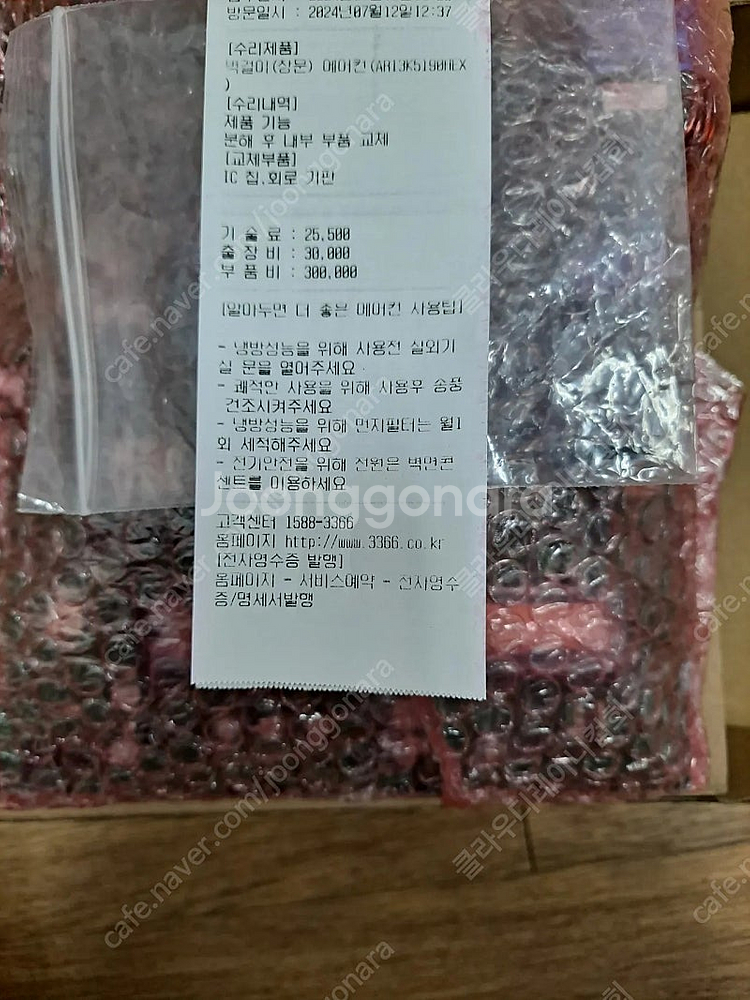 방문일시 : 2024년07월12일12:37
[수리제품]
벽걸이(상문) 에어컨(AR13K5190HLX
)
[수리내역]
제품 기능
분해 후 내부 부품 교체
[교체부품]
IC 칩,회로 기판
기 술 료 : 25,500
출 장 비 : 30,000
부 품 비 : 300,000
[알아두면 더 좋은 에어컨 사용팁]
- 냉방성능을 위해 사용전 실외기
실 문을 열어주세요.
- 쾌적한 사용을 위해 사용후 송풍
건조시켜주세요
- 냉방성능을 위해 먼지필터는 월1
회 세척해주세요
- 전기안전을 위해 전원은 벽면콘
센트를 이용하세요
Joonggonara
고객센터 1588-3366
홈페이지 http://www.3366.co.kr
[전자영수증 발행]
홈페이지 - 서비스예약 - 전자영수
증/명세서발행
cafe.naver.com/joonggonara